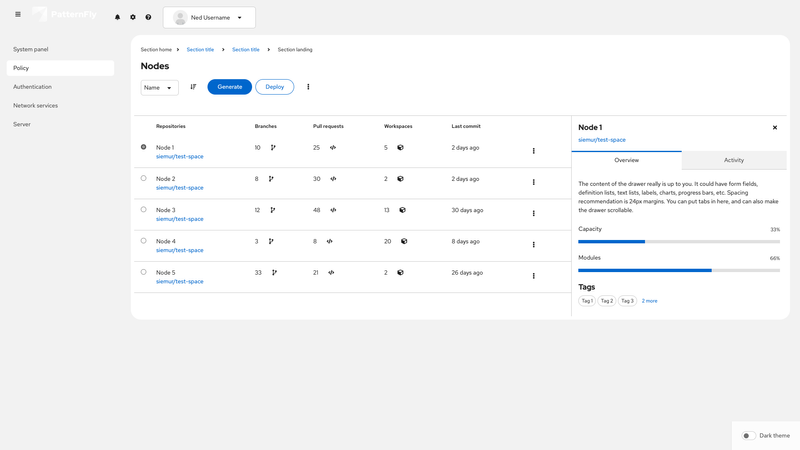 PatternFly
Ned Username
System panel
Policy
Authentication
Network services
Server
Section home Section title Section title Section landing
Nodes
Name Generate Deploy
Repositories Branches Pull requests Workspaces Last commit
Node 1 10 25 5 2 days ago
siemur/test-space
Node 2 8 30 2 2 days ago
siemur/test-space
Node 3 12 48 13 30 days ago
siemur/test-space
Node 4 3 8 20 8 days ago
siemur/test-space
Node 5 33 21 2 26 days ago
siemur/test-space
Node 1
siemur/test-space
Overview Activity
The content of the drawer really is up to you. It could have form fields,
definition lists, text lists, labels, charts, progress bars, etc. Spacing
recommendation is 24px margins. You can put tabs in here, and can also make
the drawer scrollable.
Capacity 33%
Modules 66%
Tags
Tag 1 Tag 2 Tag 3 2 more
Dark theme